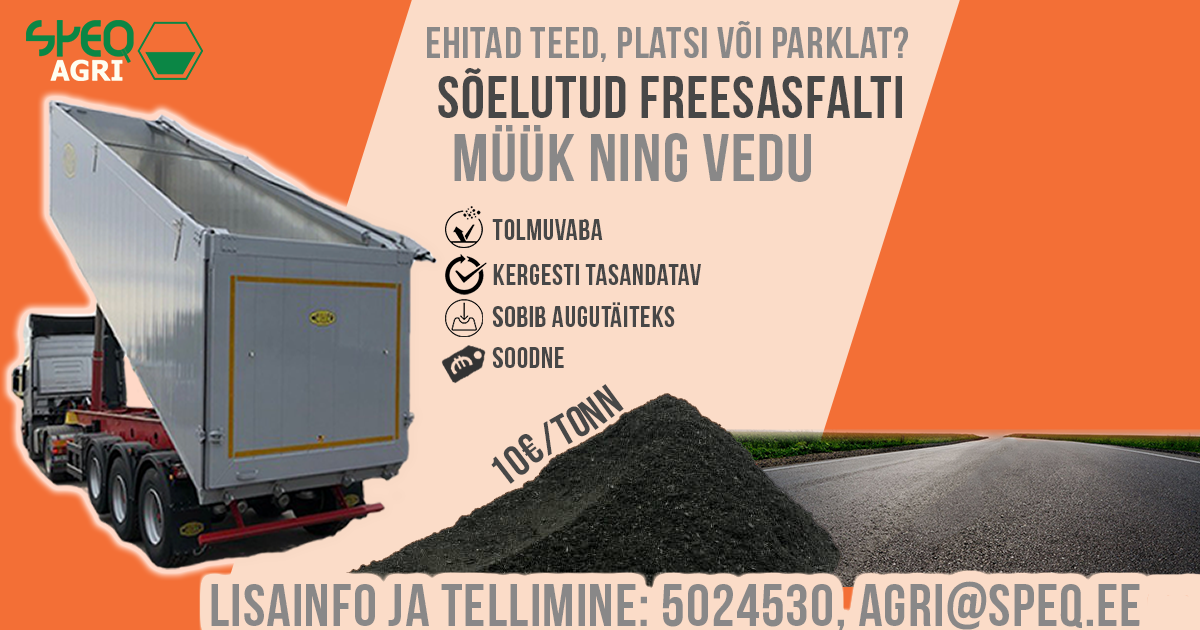 SPEQ
AGRI
EHITAD TEED, PLATSI VÕI PARKLAT?
SÕELUTUD FREESASFALTI
MÜÜK NING VEDU
TOLMUVABA
KERGESTI TASANDATAV
SOBIB AUGUTÄITEKS
SOODNE
10€/TONN
LISAINFO JA TELLIMINE: 5024530, AGRI@SPEQ.EE